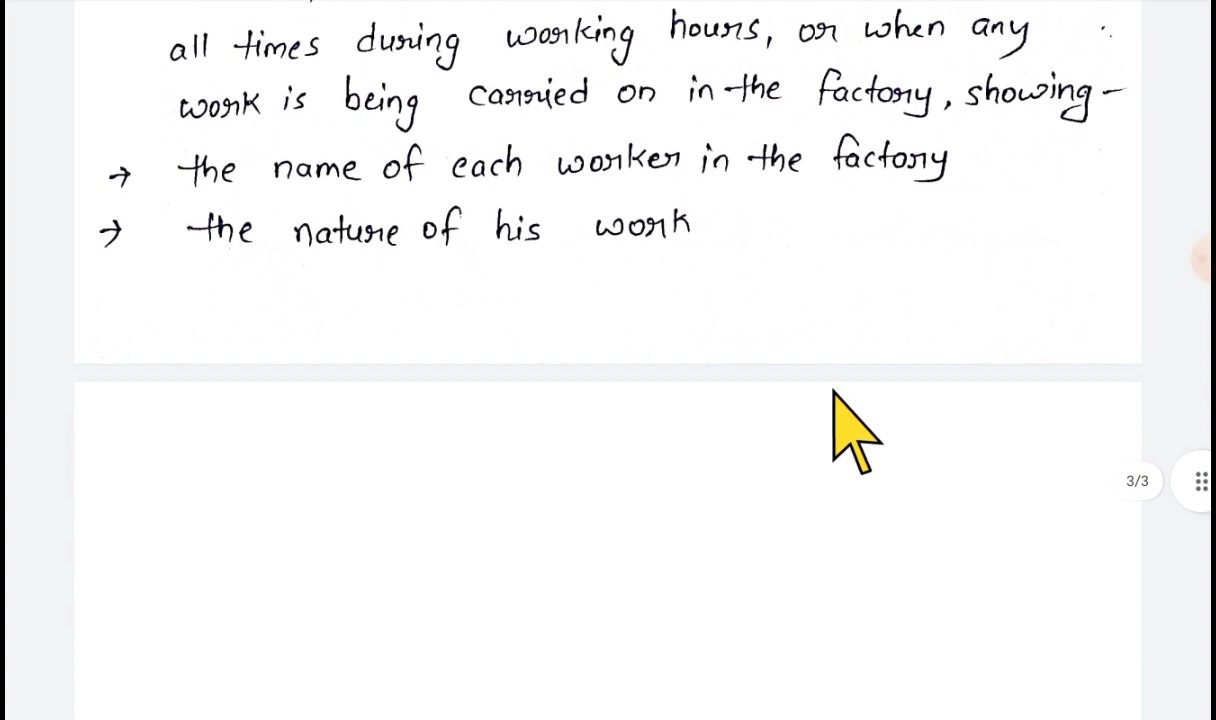 all times during working hours, or when any
work is being carried on in the factory, showing -
→ the name of each worker in the factory
→ the nature of his work
3/3